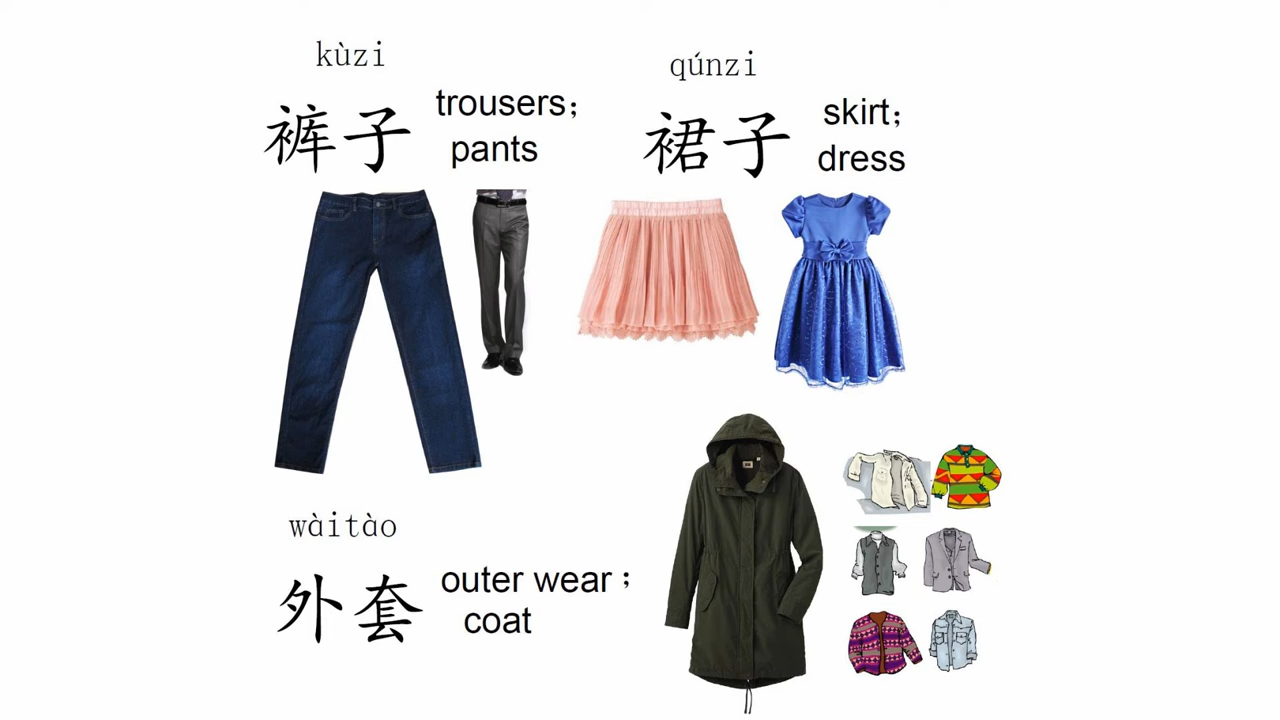 kùzi
裤子
trousers；
pants
qúnzi
裙子
skirt；
dress
wàitào
外套
outer wear；
coat